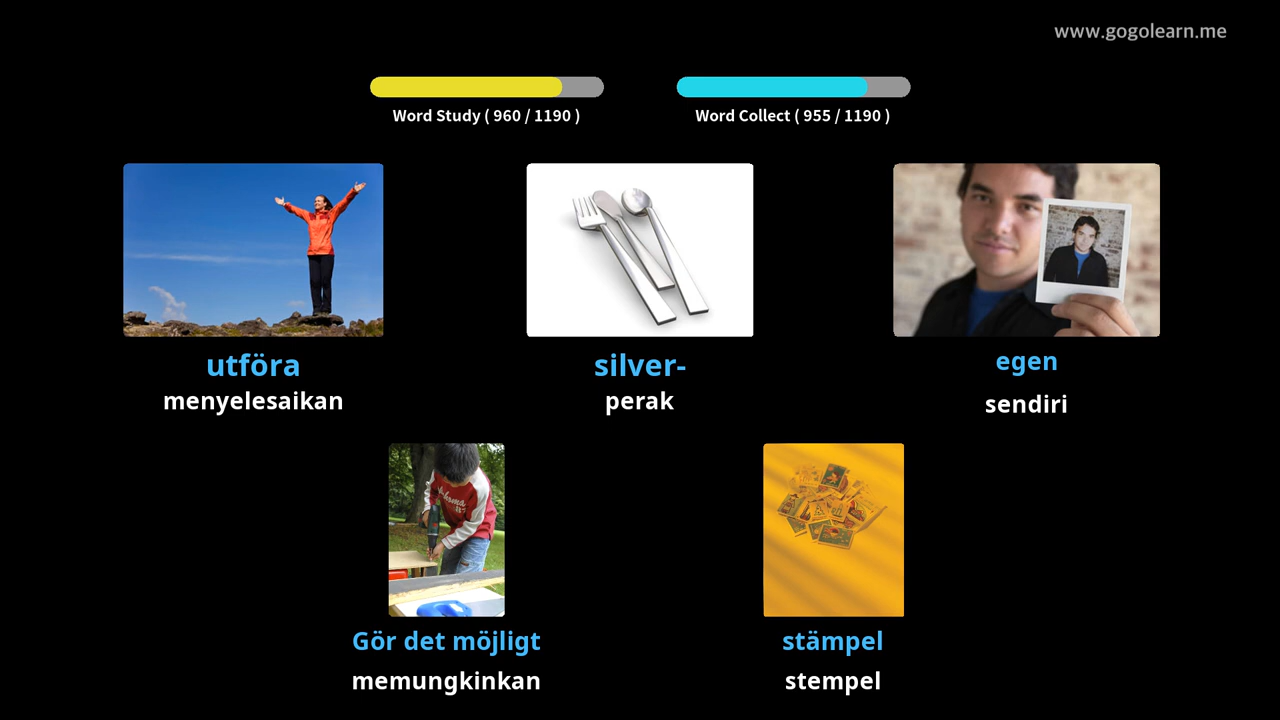 www.gogolearn.me
Word Study ( 960 / 1190 )
Word Collect ( 955 / 1190 )
utföra
menyelesaikan
silver-
perak
egen
sendiri
Gör det möjligt
memungkinkan
stämpel
stempel